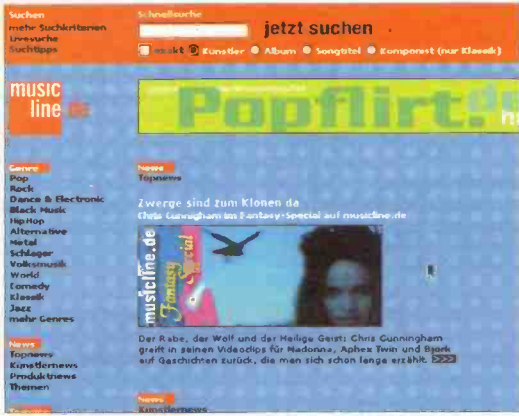 Suchen
mehr Suchkriterien
Livesuche
Suchtipps
Schnellsuche
jetzt suchen
exakt Künstler Album Songtitel Komponist (nur Klassik)
music
line.de
Popflirt.de
Genre
Pop
Rock
Dance & Electronic
Black Music
HipHop
Alternative
Metal
Schlager
Volksmusik
World
Comedy
Klassik
Jazz
mehr Genres
News
Topnews
Künstlernews
Produktnews
Themen
News
Topnews
Zwerge sind zum Klonen da
Chris Cunnigham im Fantasy-Special auf musicline.de
musicline.de
Fantasy
Special
Der Rabe, der Wolf und der Heilige Geist: Chris Cunningham
greift in seinen Videoclips für Madonna, Aphex Twin und Björk
auf Geschichten zurück, die man sich schon lange erzählt. >>>
News
Künstlernews